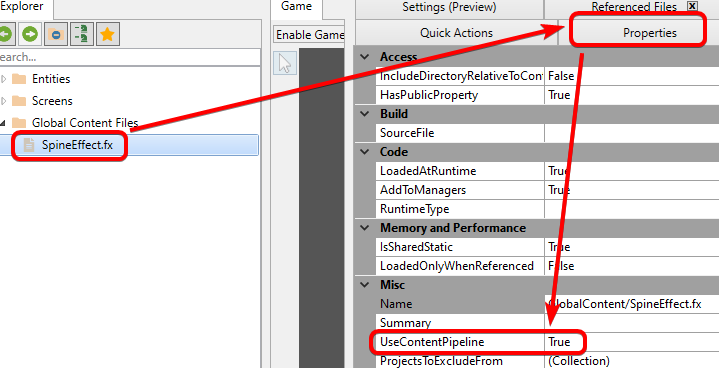 Explorer
Search...
Entities
Screens
Global Content Files
SpineEffect.fx
Game
Enable Game
Settings (Preview)
Referenced Files
Quick Actions
Properties
Access
IncludeDirectoryRelativeToCont False
HasPublicProperty True
Build
SourceFile
Code
LoadedAtRuntime True
AddToManagers True
RuntimeType
Memory and Performance
IsSharedStatic True
LoadedOnlyWhenReferenced False
Misc
Name GlobalContent/SpineEffect.fx
Summary
UseContentPipeline True
ProjectsToExcludeFrom (Collection)